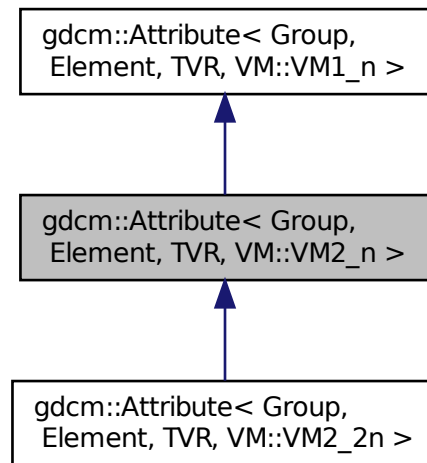 gdcm::Attribute< Group,
Element, TVR, VM::VM1_n >
gdcm::Attribute< Group,
Element, TVR, VM::VM2_n >
gdcm::Attribute< Group,
Element, TVR, VM::VM2_2n >